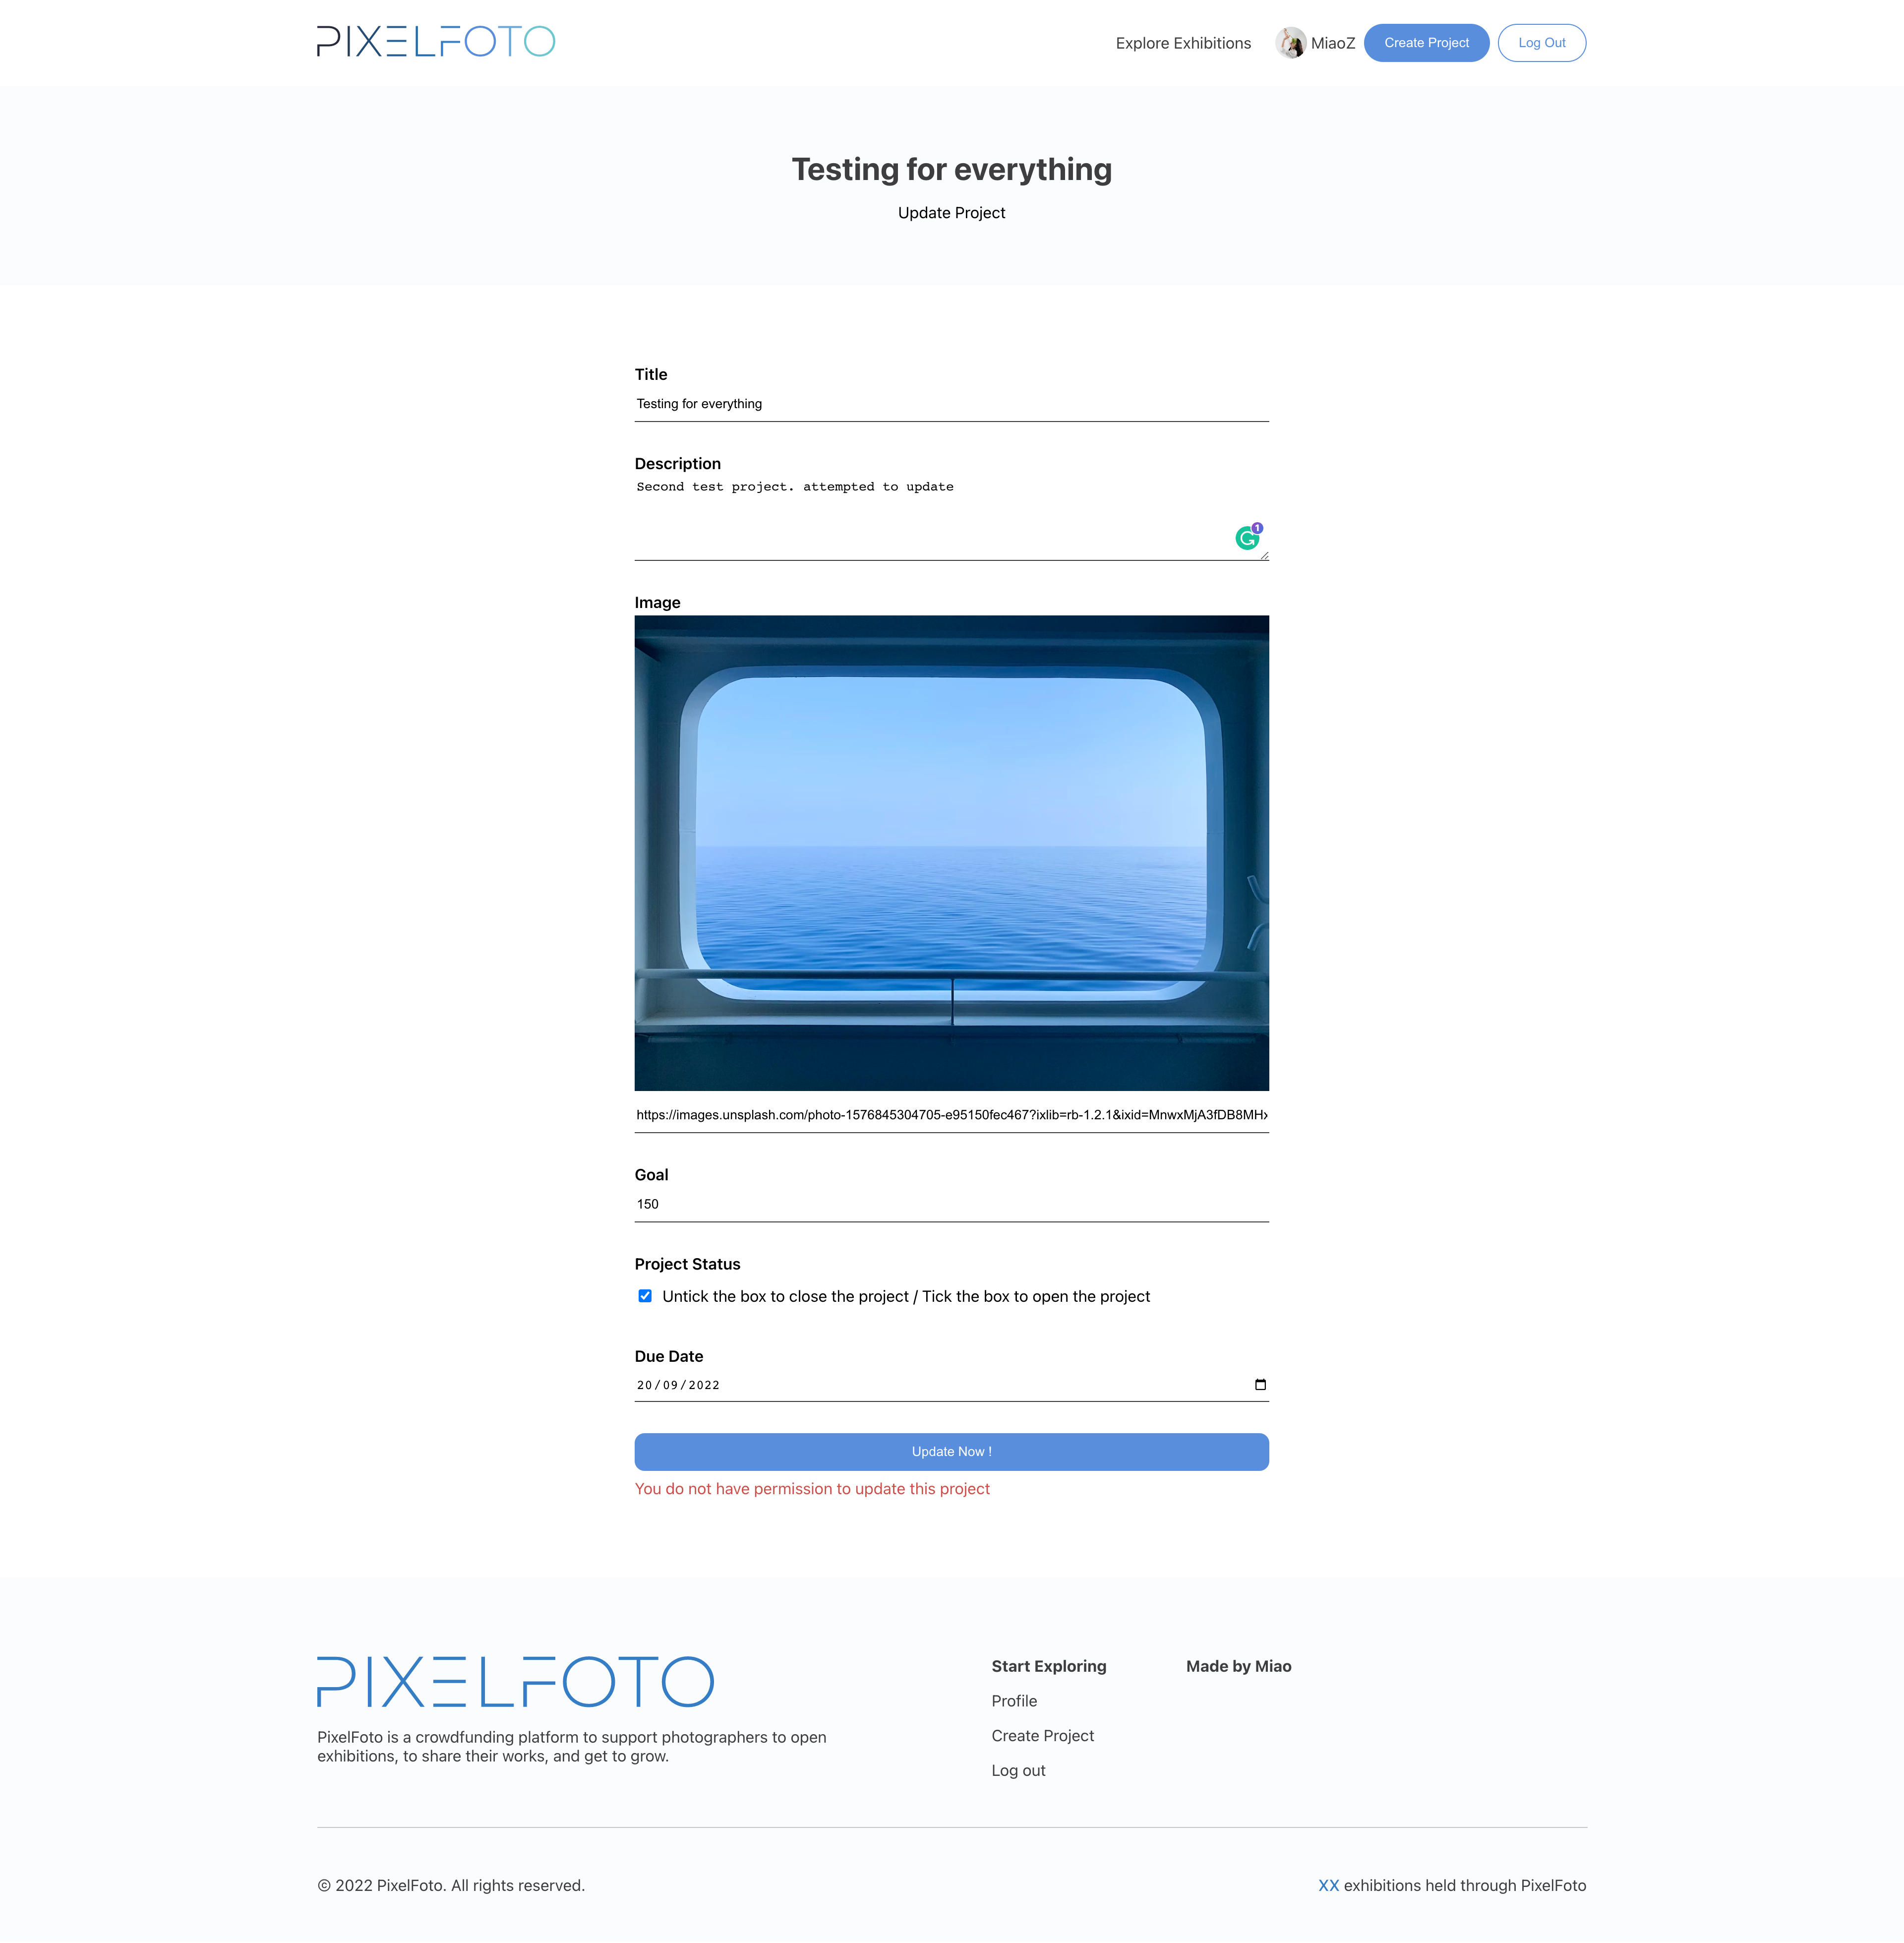 PIXELFOTO
Explore Exhibitions
MiaoZ
Create Project
Log Out
Testing for everything
Update Project
Title
Testing for everything
Description
Second test project. attempted to update
1
Image
https://images.unsplash.com/photo-1576845304705-e95150fec467?ixlib=rb-1.2.1&ixid=MnwxMjA3fDB8MHx
Goal
150
Project Status
Untick the box to close the project / Tick the box to open the project
Due Date
20/09/2022
Update Now !
You do not have permission to update this project
PIXELFOTO
PixelFoto is a crowdfunding platform to support photographers to open
exhibitions, to share their works, and get to grow.
Start Exploring
Profile
Create Project
Log out
Made by Miao
© 2022 PixelFoto. All rights reserved.
XX exhibitions held through PixelFoto